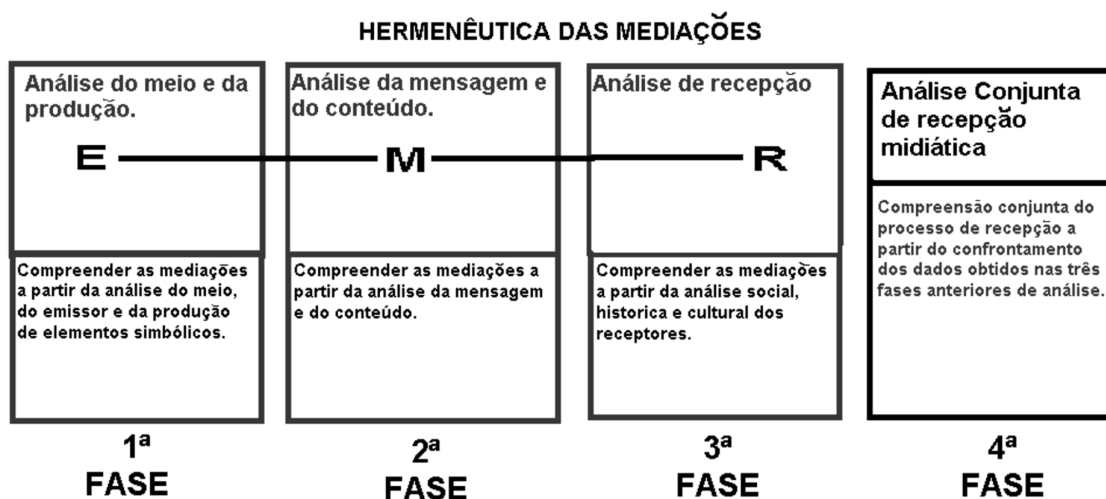 HERMENÊUTICA DAS MEDIAÇÕES
Análise do meio e da
produção.
E
Compreender as mediações
a partir da análise do meio,
do emissor e da produção
de elementos simbólicos.
1ª
FASE
Análise da mensagem e
do conteúdo.
M
Compreender as mediações a
partir da análise da mensagem
e do conteúdo.
2ª
FASE
Análise de recepção
R
Compreender as mediações
a partir da análise social,
historica e cultural dos
receptores.
3ª
FASE
Análise Conjunta
de recepção
midiática
Compreensão conjunta do
processo de recepção a
partir do confrontamento
dos dados obtidos nas três
fases anteriores de análise.
4ª
FASE